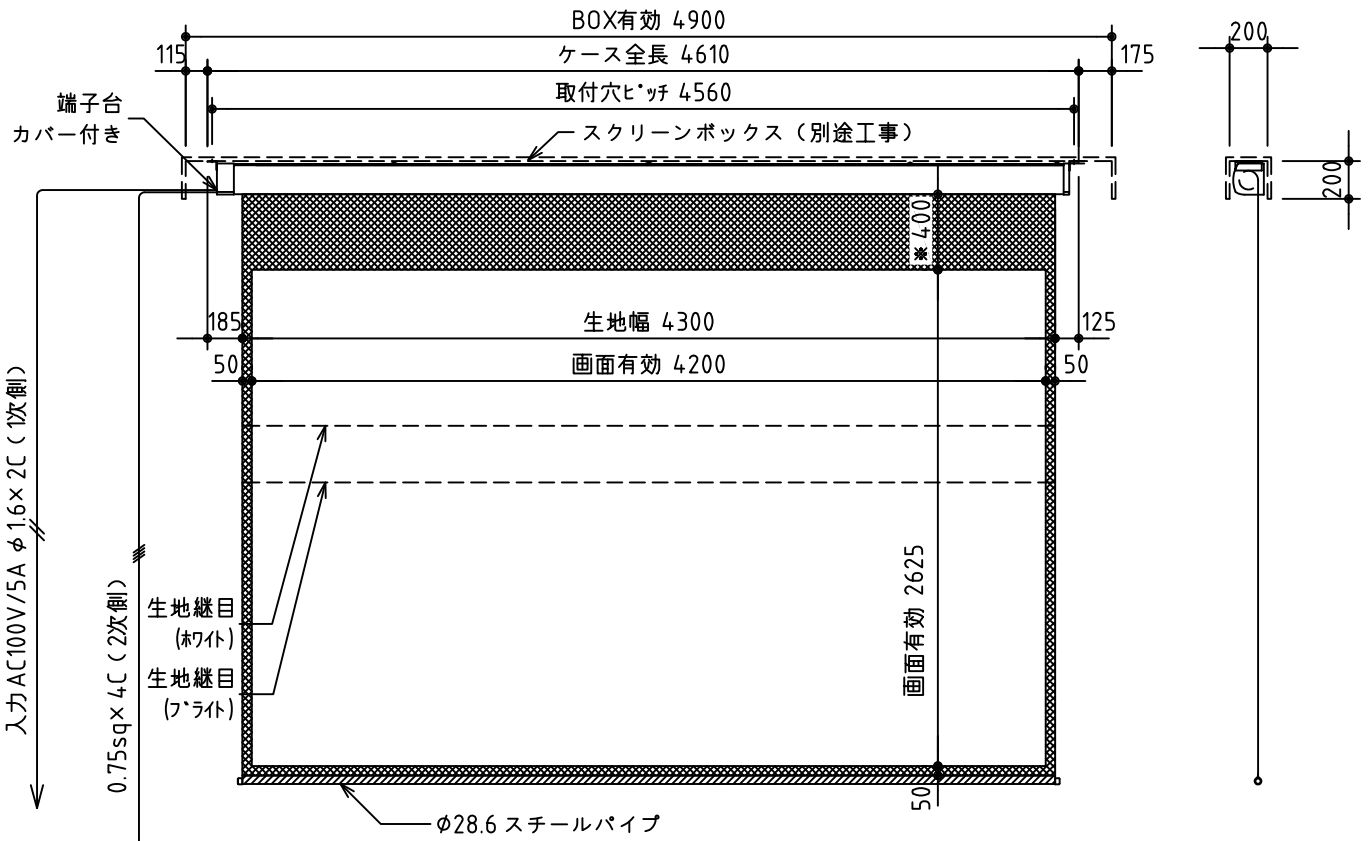 BOX有効 4900
200
115
ケース全長 4610
175
取付穴ピッチ 4560
端子台
カバー付き
スクリーンボックス（別途工事）
200
※ 400
185
生地幅 4300
125
50
画面有効 4200
50
入力AC100V/5A φ1.6×2C（1次側）
0.75sq×4C（2次側）
生地継目
(ホワイト)
生地継目
(ブライト)
画面有効 2625
50
φ28.6 スチールパイプ